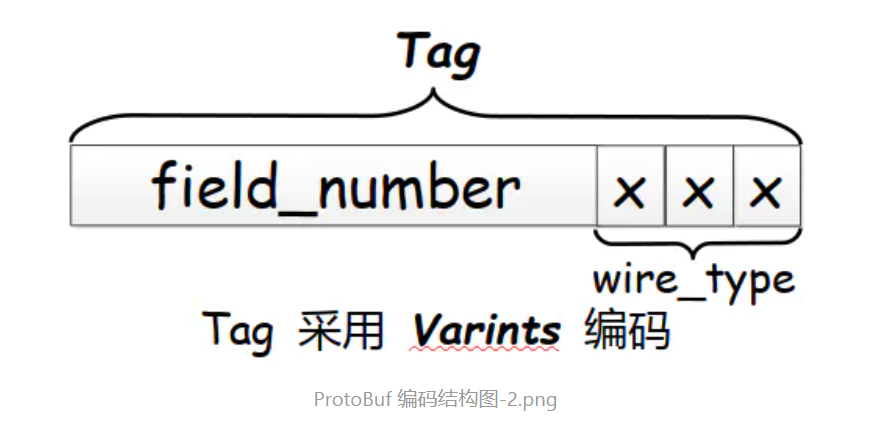 Tag
field_number x x x
wire_type
Tag 采用 Varints 编码
ProtoBuf 编码结构图-2.png